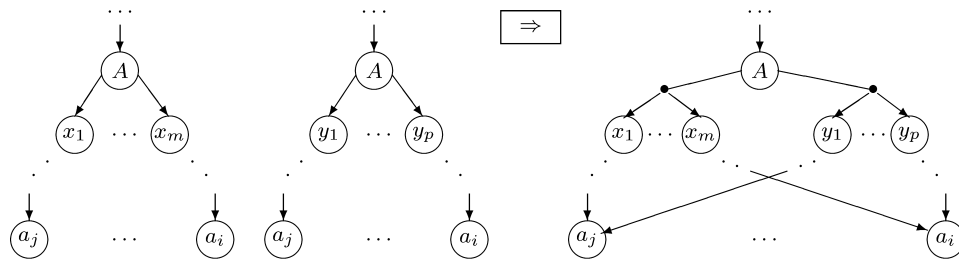 ... ... ⇒ ...
A A A
x₁ ... xₘ y₁ ... yₚ x₁ ... xₘ y₁ ... yₚ
aⱼ ... aᵢ aⱼ ... aᵢ aⱼ ... aᵢ